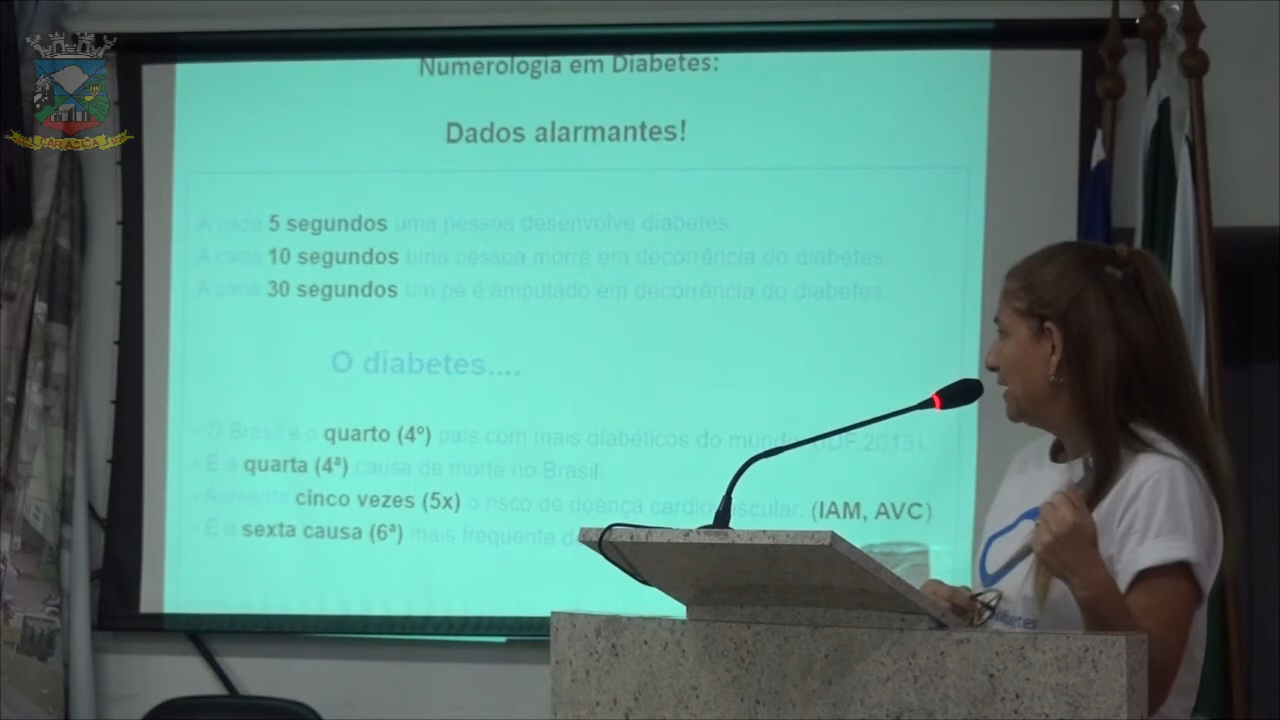 Numerologia em Diabetes:
Dados alarmantes!
A cada 5 segundos uma pessoa desenvolve diabetes.
A cada 10 segundos uma pessoa morre em decorrência do diabetes.
A cada 30 segundos um pé é amputado em decorrência do diabetes.
O diabetes....
- O Brasil é o quarto (4º) país com mais diabéticos do mundo. (IDF.2013).
- É a quarta (4ª) causa de morte no Brasil.
- Aumenta cinco vezes (5x) o risco de doença cardiovascular. (IAM, AVC)
- É a sexta causa (6ª) mais frequente
CARIACICA